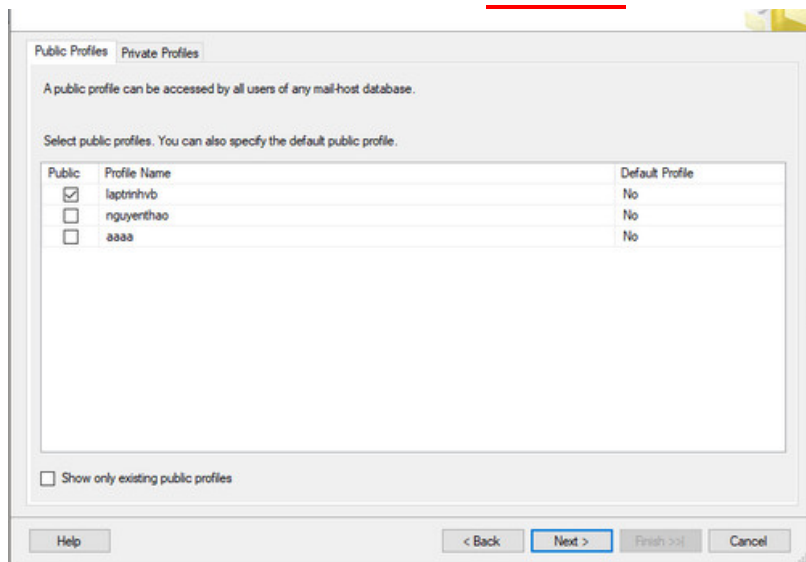 Public Profiles Private Profiles
A public profile can be accessed by all users of any mail-host database.
Select public profiles. You can also specify the default public profile.
Public Profile Name Default Profile
laptrinhvb No
nguyenthao No
aaaa No
Show only existing public profiles
Help < Back Next > Finish >>| Cancel